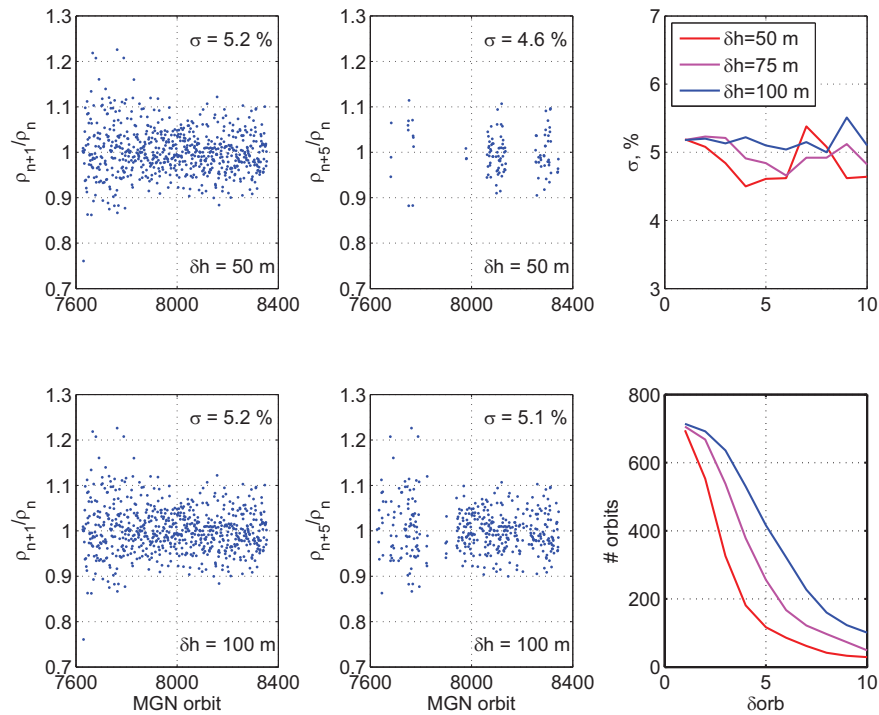 1.3
1.2
1.1
1
0.9
0.8
0.7
ρn+1/ρn
σ = 5.2 %
δh = 50 m
7600
8000
8400
1.3
1.2
1.1
1
0.9
0.8
0.7
ρn+5/ρn
σ = 4.6 %
δh = 50 m
7600
8000
8400
7
6
5
4
3
σ, %
δh=50 m
δh=75 m
δh=100 m
0
5
10
1.3
1.2
1.1
1
0.9
0.8
0.7
ρn+1/ρn
σ = 5.2 %
δh = 100 m
7600
8000
8400
MGN orbit
1.3
1.2
1.1
1
0.9
0.8
0.7
ρn+5/ρn
σ = 5.1 %
δh = 100 m
7600
8000
8400
MGN orbit
800
600
400
200
0
# orbits
0
5
10
δorb